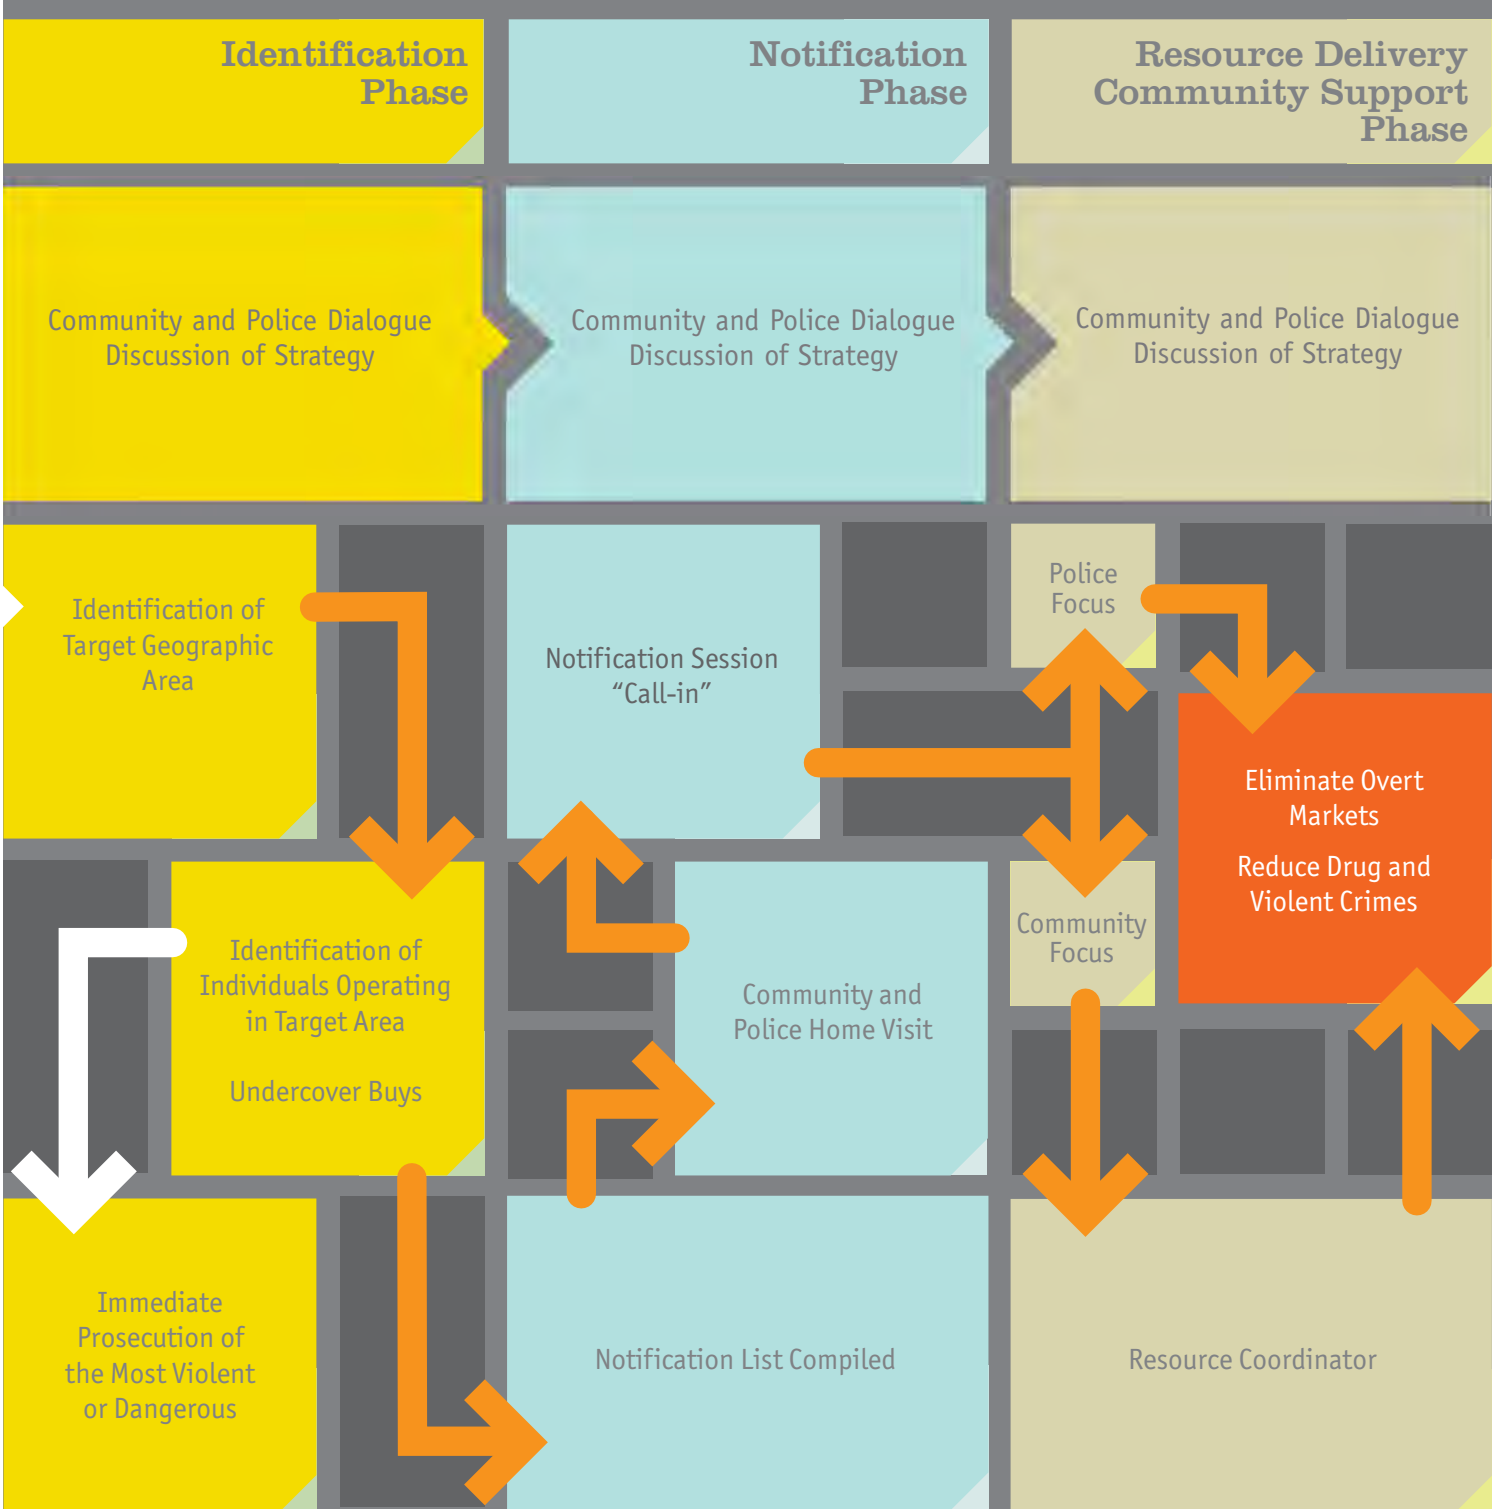 Identification
Phase
Notification
Phase
Resource Delivery
Community Support
Phase
Community and Police Dialogue
Discussion of Strategy
Community and Police Dialogue
Discussion of Strategy
Community and Police Dialogue
Discussion of Strategy
Identification of
Target Geographic
Area
Identification of
Individuals Operating
in Target Area
Undercover Buys
Immediate
Prosecution of
the Most Violent
or Dangerous
Notification Session
“Call-in”
Community and
Police Home Visit
Notification List Compiled
Police
Focus
Community
Focus
Eliminate Overt
Markets
Reduce Drug and
Violent Crimes
Resource Coordinator